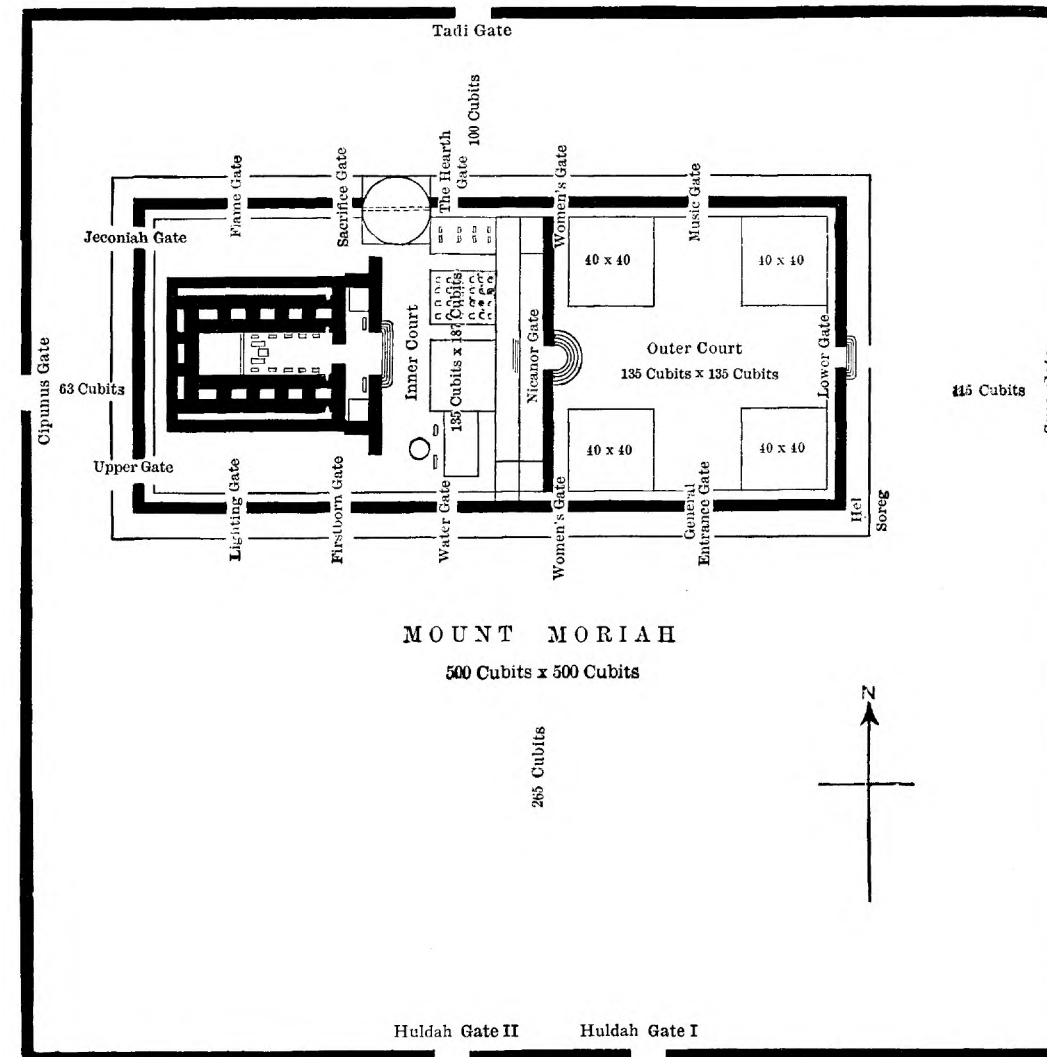 Tadi Gate
100 Cubits
Flame Gate
Sacrifice Gate
The Hearth
Gate
Women's Gate
Music Gate
Jeconiah Gate
40 x 40
40 x 40
Inner Court
135 Cubits x 187 Cubits
Nicanor Gate
Outer Court
135 Cubits x 135 Cubits
Lower Gate
Cipunus Gate
63 Cubits
115 Cubits
40 x 40
40 x 40
Upper Gate
Lighting Gate
Firstborn Gate
Water Gate
Women's Gate
General
Entrance Gate
Hel
Soreg
MOUNT MORIAH
500 Cubits x 500 Cubits
N
265 Cubits
Huldah Gate II
Huldah Gate I